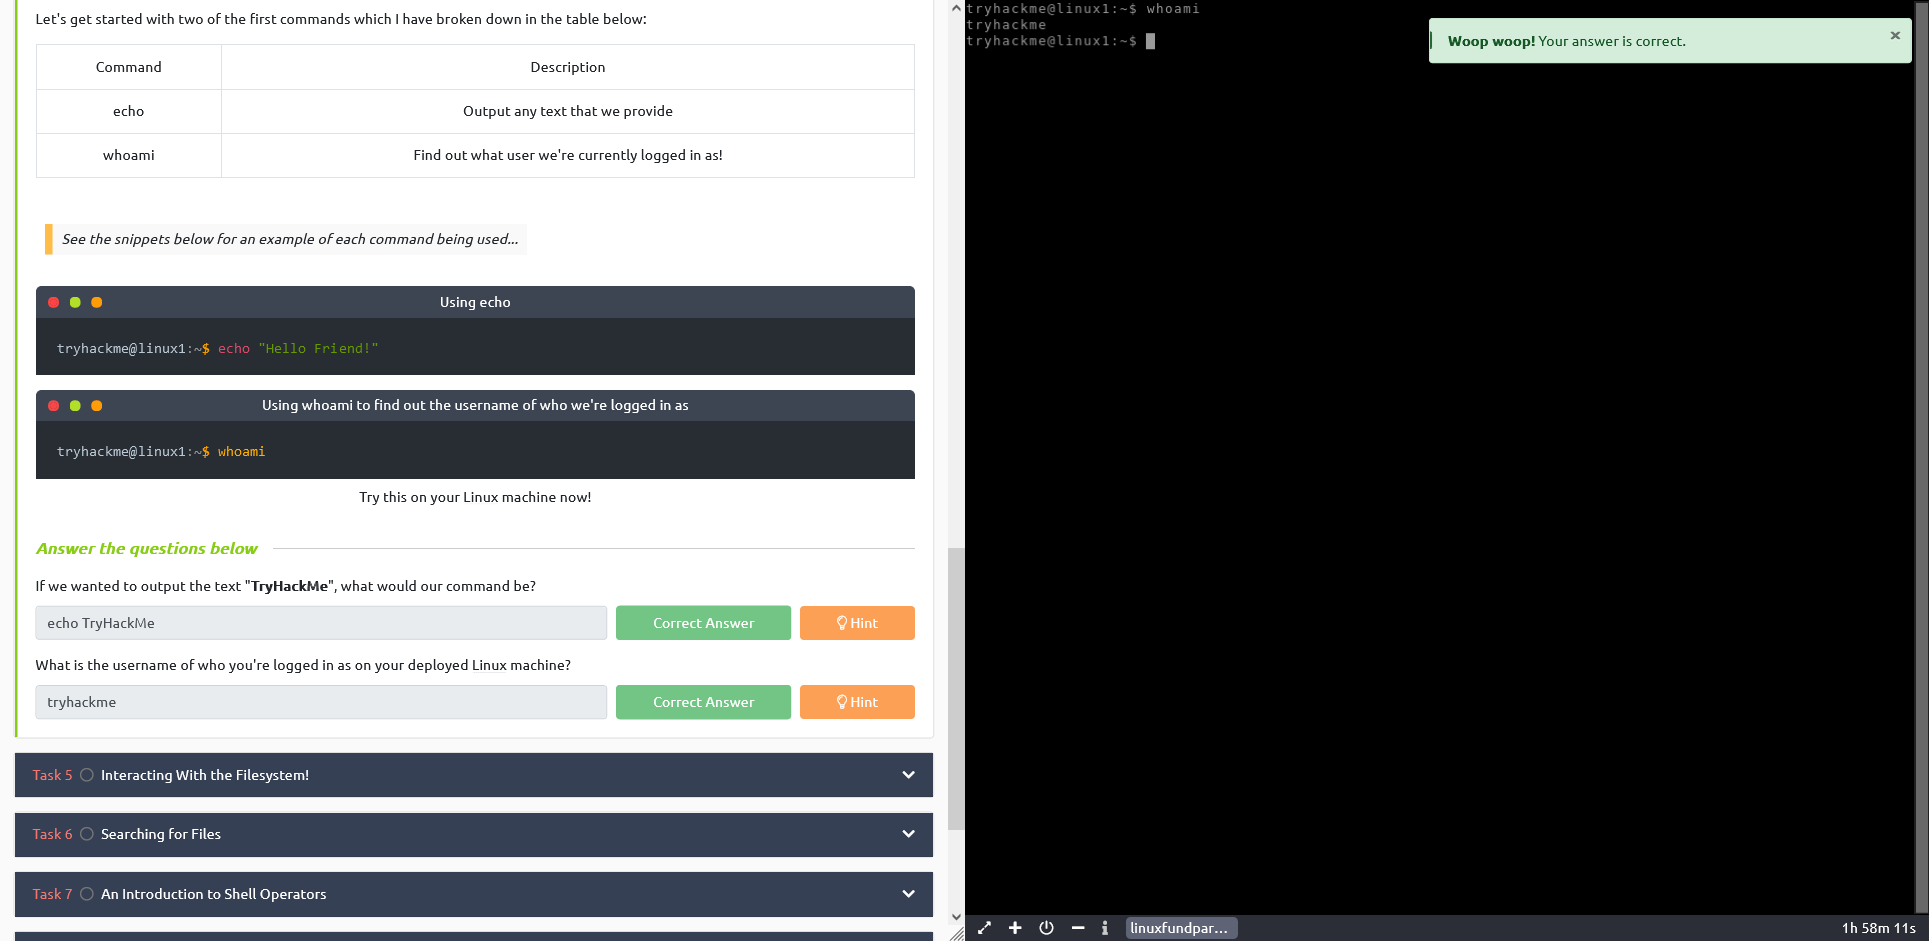 Let's get started with two of the first commands which I have broken down in the table below:
Command Description
echo Output any text that we provide
whoami Find out what user we're currently logged in as!
See the snippets below for an example of each command being used...
Using echo
tryhackme@linux1:~$ echo "Hello Friend!"
Using whoami to find out the username of who we're logged in as
tryhackme@linux1:~$ whoami
Try this on your Linux machine now!
Answer the questions below
If we wanted to output the text "TryHackMe", what would our command be?
echo TryHackMe Correct Answer Hint
What is the username of who you're logged in as on your deployed Linux machine?
tryhackme Correct Answer Hint
Task 5 Interacting With the Filesystem!
Task 6 Searching for Files
Task 7 An Introduction to Shell Operators
tryhackme@linux1:~$ whoami
tryhackme
tryhackme@linux1:~$
Woop woop! Your answer is correct. ×
linuxfundpar...
1h 58m 11s